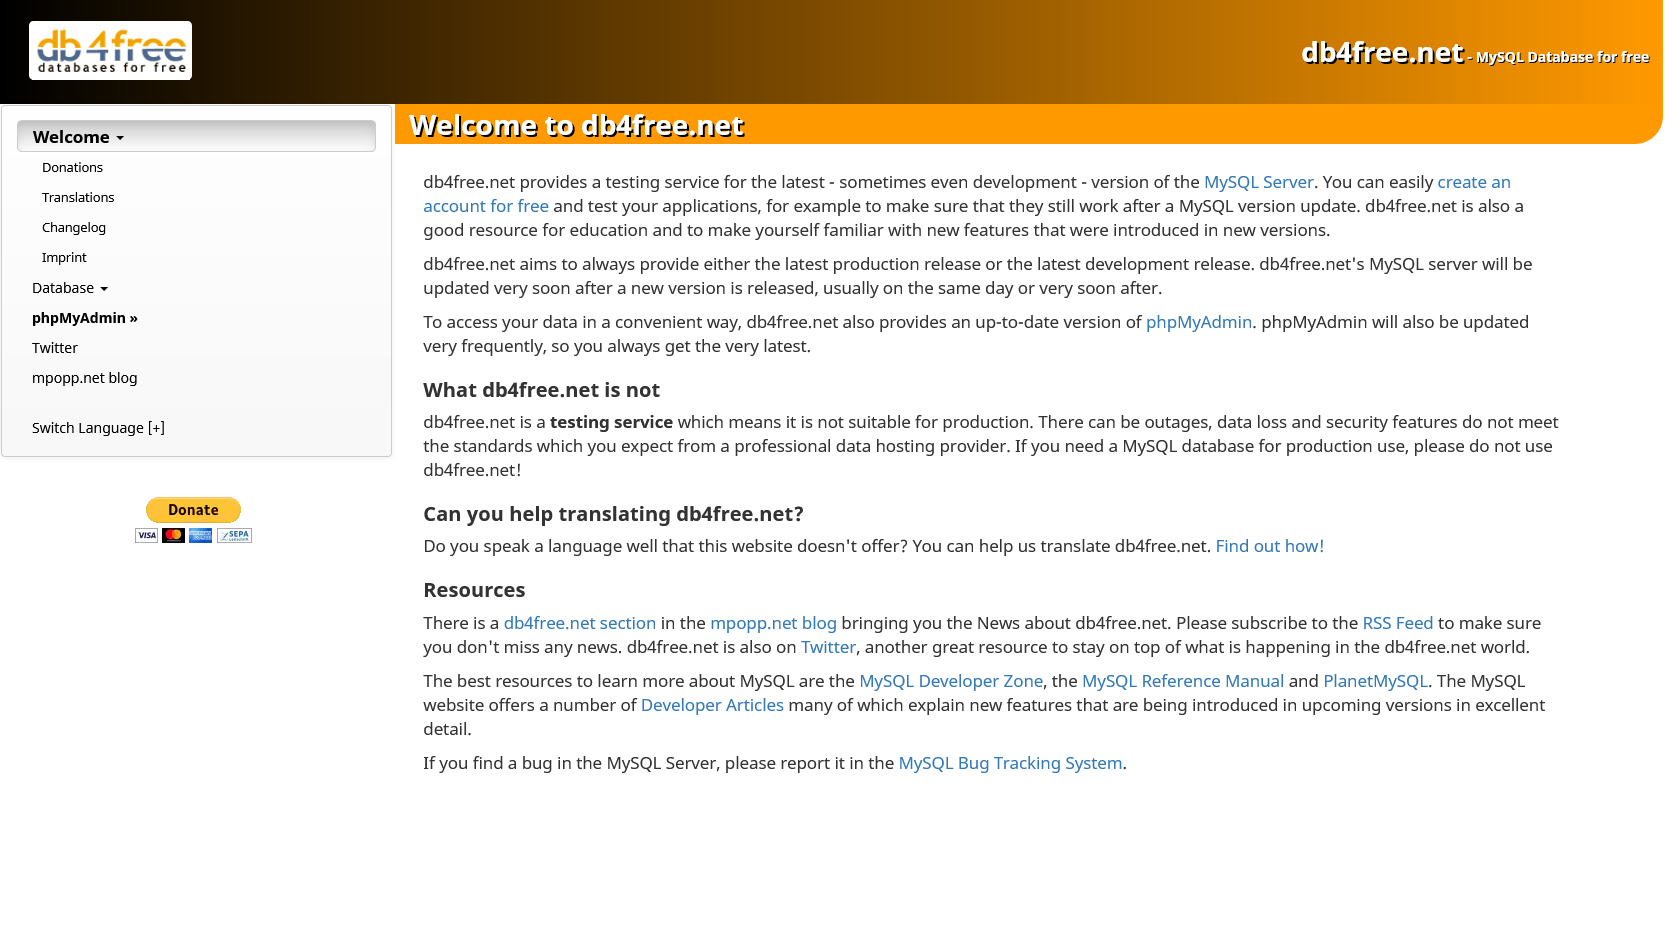 db4free
databases for free
db4free.net - MySQL Database for free
Welcome
Donations
Translations
Changelog
Imprint
Database
phpMyAdmin »
Twitter
mpopp.net blog
Switch Language [+]
Donate
VISA
SEPA
Welcome to db4free.net
db4free.net provides a testing service for the latest - sometimes even development - version of the MySQL Server. You can easily create an
account for free and test your applications, for example to make sure that they still work after a MySQL version update. db4free.net is also a
good resource for education and to make yourself familiar with new features that were introduced in new versions.
db4free.net aims to always provide either the latest production release or the latest development release. db4free.net's MySQL server will be
updated very soon after a new version is released, usually on the same day or very soon after.
To access your data in a convenient way, db4free.net also provides an up-to-date version of phpMyAdmin. phpMyAdmin will also be updated
very frequently, so you always get the very latest.
What db4free.net is not
db4free.net is a testing service which means it is not suitable for production. There can be outages, data loss and security features do not meet
the standards which you expect from a professional data hosting provider. If you need a MySQL database for production use, please do not use
db4free.net!
Can you help translating db4free.net?
Do you speak a language well that this website doesn't offer? You can help us translate db4free.net. Find out how!
Resources
There is a db4free.net section in the mpopp.net blog bringing you the News about db4free.net. Please subscribe to the RSS Feed to make sure
you don't miss any news. db4free.net is also on Twitter, another great resource to stay on top of what is happening in the db4free.net world.
The best resources to learn more about MySQL are the MySQL Developer Zone, the MySQL Reference Manual and PlanetMySQL. The MySQL
website offers a number of Developer Articles many of which explain new features that are being introduced in upcoming versions in excellent
detail.
If you find a bug in the MySQL Server, please report it in the MySQL Bug Tracking System.